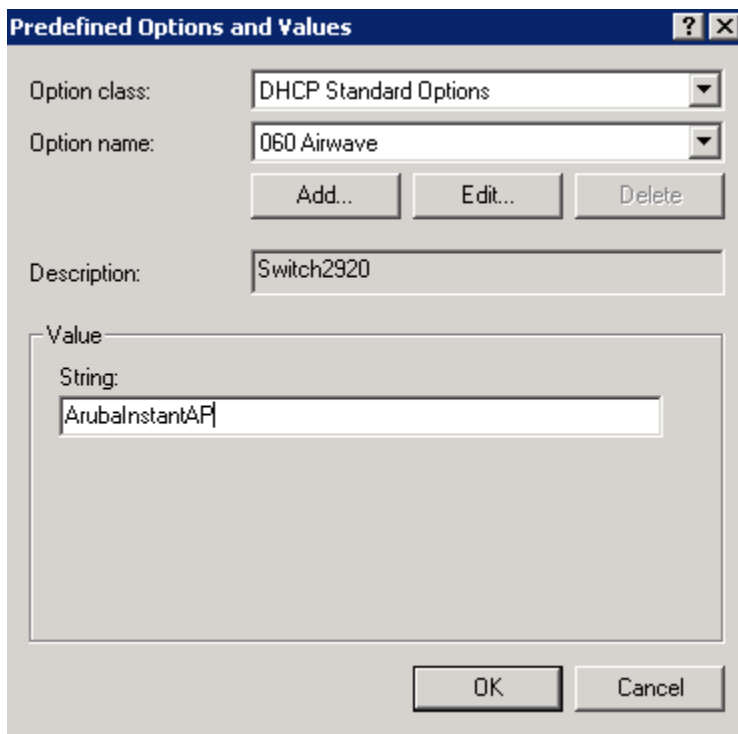 Predefined Options and Values
Option class: DHCP Standard Options
Option name: 060 Airwave
Add... Edit... Delete
Description: Switch2920
Value
String:
ArubaInstantAP
OK Cancel